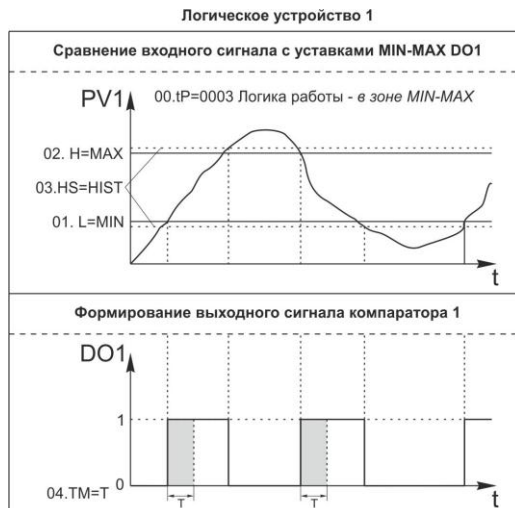 Логическое устройство 1
Сравнение входного сигнала с уставками MIN-MAX DO1
PV1
00.tP=0003 Логика работы - в зоне MIN-MAX
02. H=MAX
03.HS=HIST
01. L=MIN
t
Формирование выходного сигнала компаратора 1
DO1
1
0
04.TM=T
T
T
t